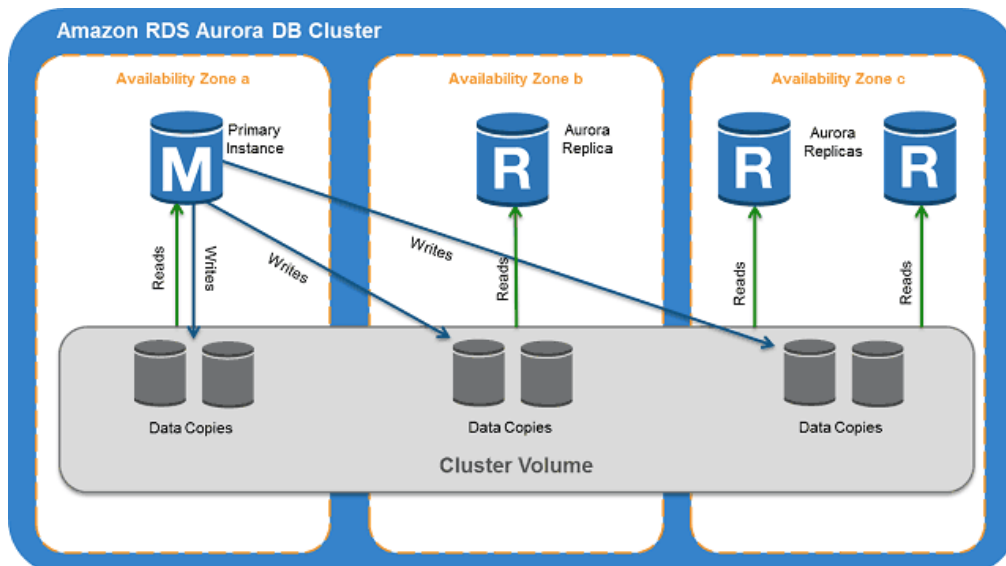 Amazon RDS Aurora DB Cluster
Availability Zone a
Availability Zone b
Availability Zone c
M
Primary
Instance
R
Aurora
Replica
R
Aurora
Replicas
R
Reads
Writes
Writes
Writes
Reads
Reads
Reads
Data Copies
Data Copies
Data Copies
Cluster Volume